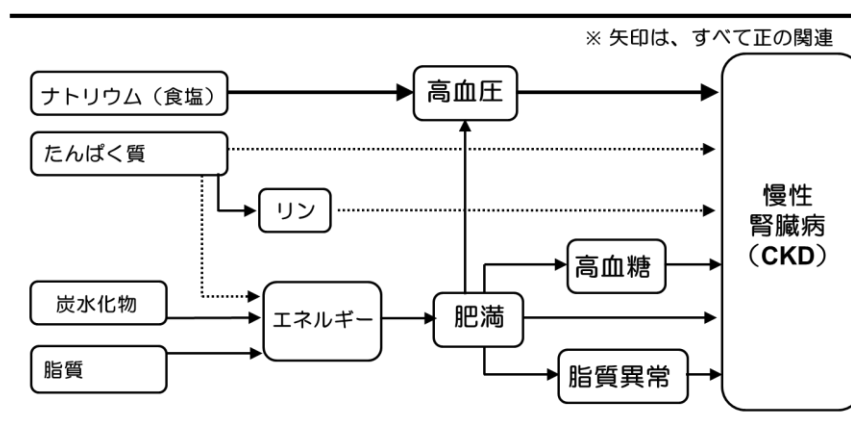 ※ 矢印は、すべて正の関連
ナトリウム（食塩）
高血圧
たんぱく質
リン
慢性
腎臓病
（CKD）
高血糖
炭水化物
エネルギー
肥満
脂質
脂質異常